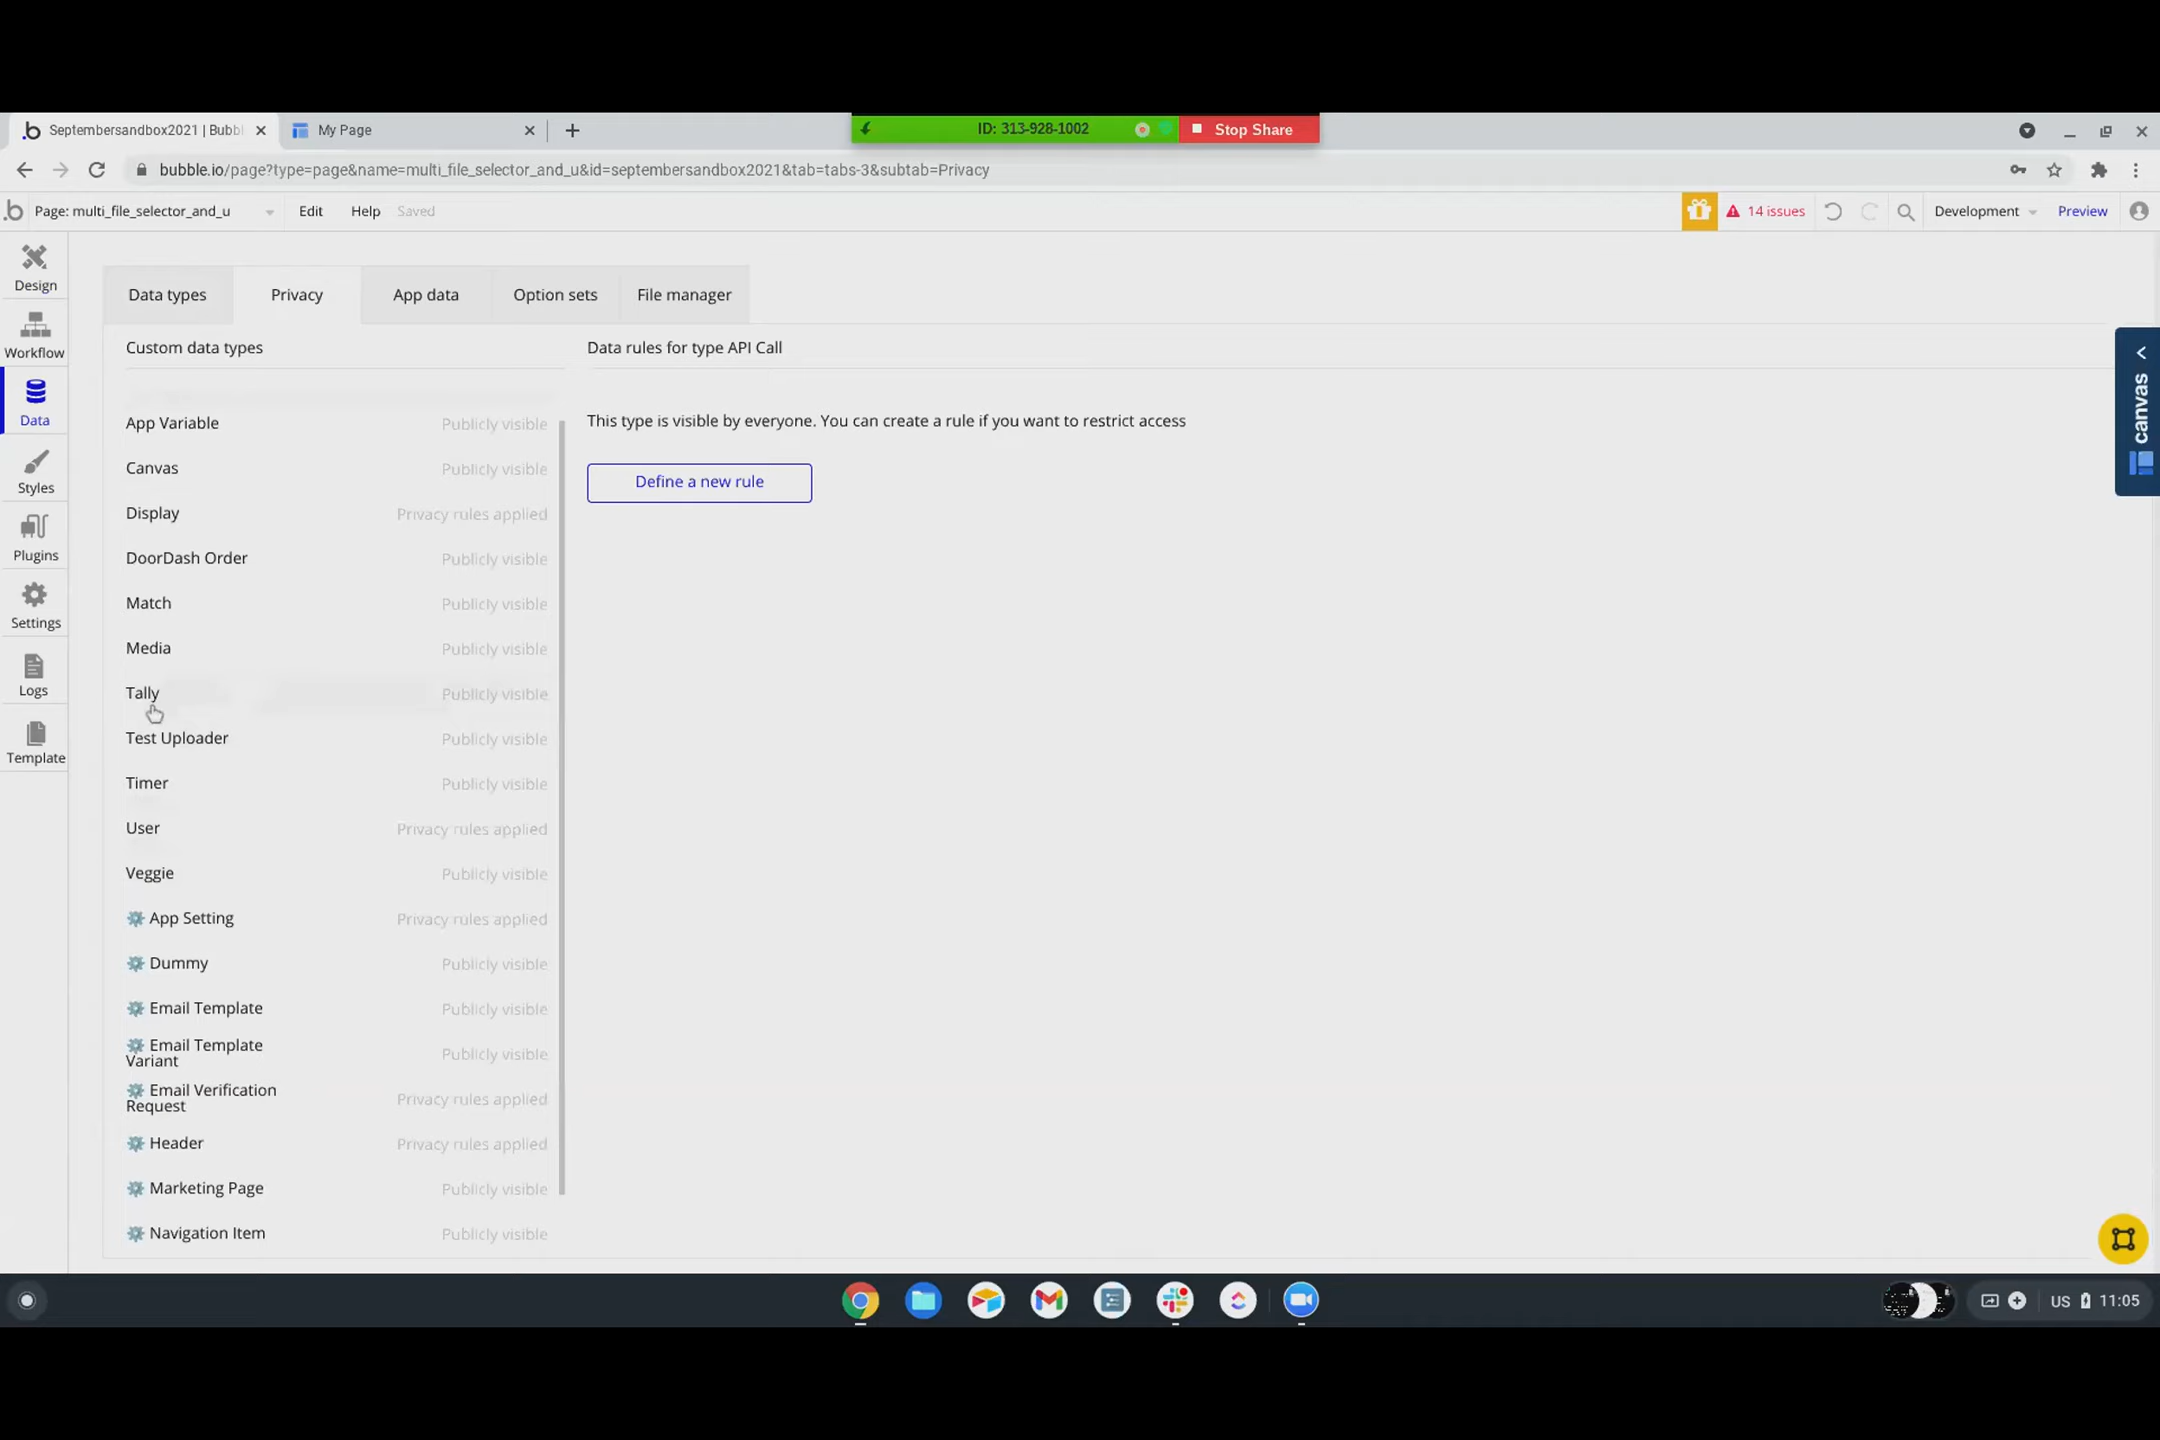 Septembersandbox2021 | Bubbl
My Page
ID: 313-928-1002
Stop Share
bubble.io/page?type=page&name=multi_file_selector_and_u&id=septembersandbox2021&tab=tabs-3&subtab=Privacy
Page: multi_file_selector_and_u
Edit
Help
Saved
14 issues
Development
Preview
Design
Workflow
Data
Styles
Plugins
Settings
Logs
Template
Data types
Privacy
App data
Option sets
File manager
Custom data types
App Variable Publicly visible
Canvas Publicly visible
Display Privacy rules applied
DoorDash Order Publicly visible
Match Publicly visible
Media Publicly visible
Tally Publicly visible
Test Uploader Publicly visible
Timer Publicly visible
User Privacy rules applied
Veggie Publicly visible
App Setting Privacy rules applied
Dummy Publicly visible
Email Template Publicly visible
Email Template
Variant Publicly visible
Email Verification
Request Privacy rules applied
Header Privacy rules applied
Marketing Page Publicly visible
Navigation Item Publicly visible
Data rules for type API Call
This type is visible by everyone. You can create a rule if you want to restrict access
Define a new rule
canvas
US
11:05